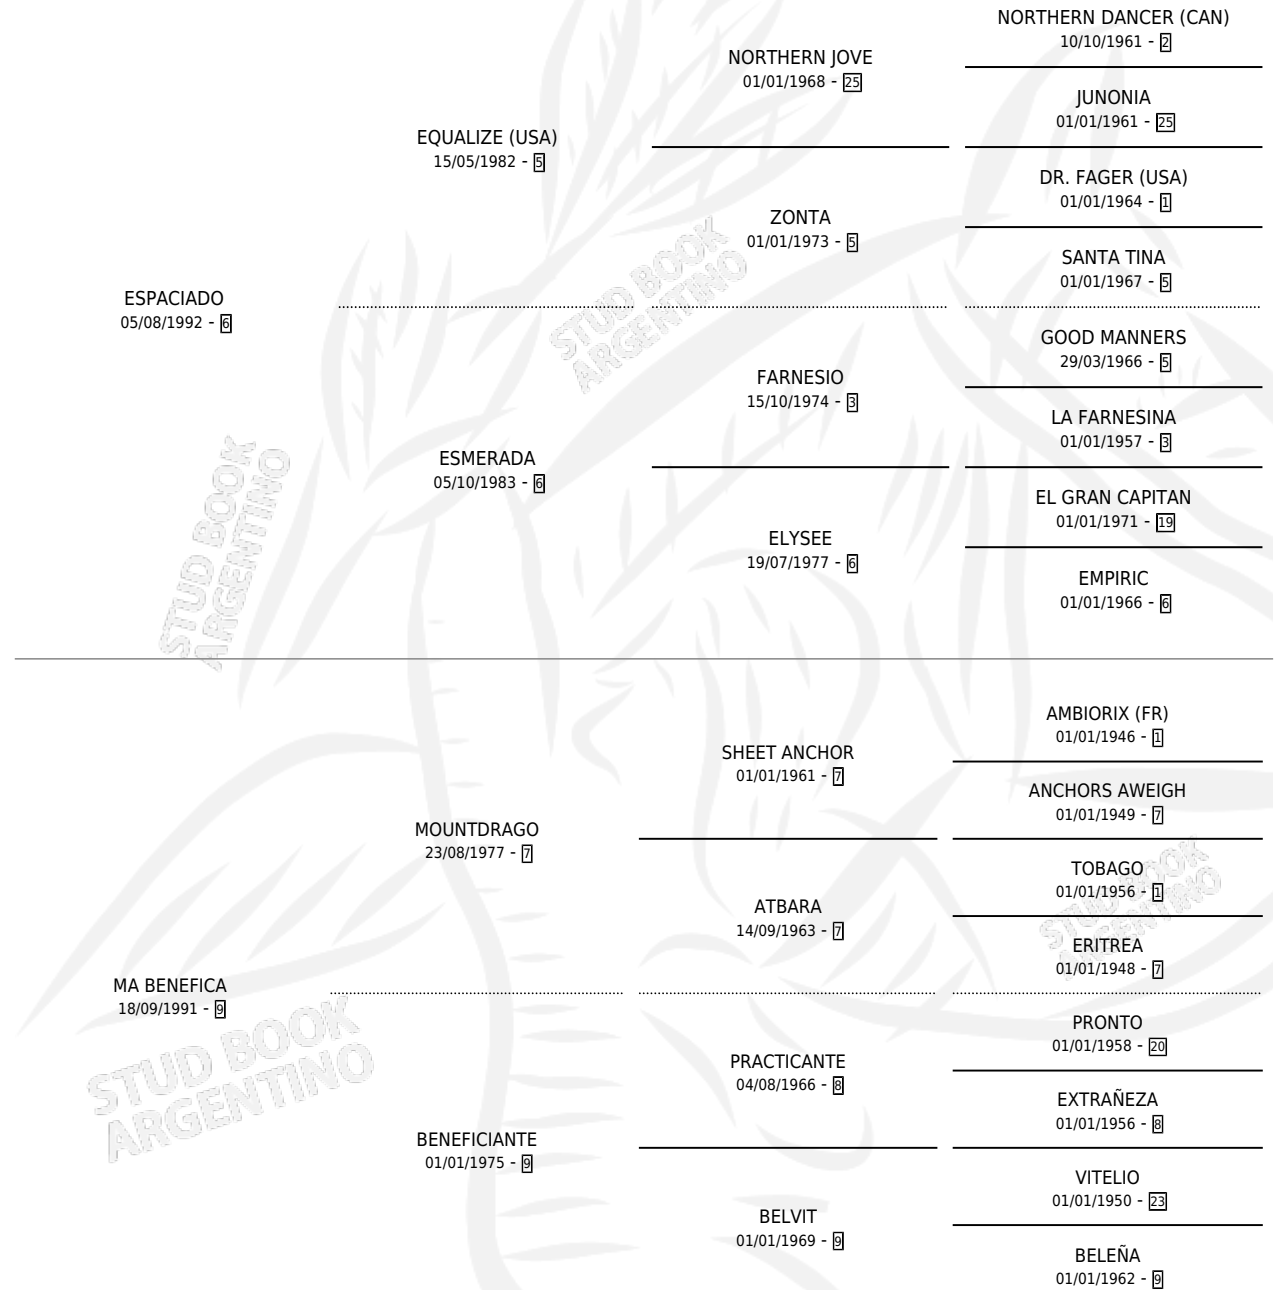 NORTHERN DANCER (CAN)
10/10/1961 - 2
NORTHERN JOVE
01/01/1968 - 25
JUNONIA
01/01/1961 - 25
EQUALIZE (USA)
15/05/1982 - 5
DR. FAGER (USA)
01/01/1964 - 1
ZONTA
01/01/1973 - 5
SANTA TINA
01/01/1967 - 5
ESPACIADO
05/08/1992 - 6
STUD BOOK
ARGENTINO
GOOD MANNERS
29/03/1966 - 5
FARNESIO
15/10/1974 - 3
LA FARNESINA
01/01/1957 - 3
ESMERADA
05/10/1983 - 6
EL GRAN CAPITAN
01/01/1971 - 19
ELYSEE
19/07/1977 - 6
EMPIRIC
01/01/1966 - 6
STUD BOOK
ARGENTINO
AMBIORIX (FR)
01/01/1946 - 1
SHEET ANCHOR
01/01/1961 - 7
ANCHORS AWEIGH
01/01/1949 - 7
MOUNTDRAGO
23/08/1977 - 7
TOBAGO
01/01/1956 - 1
STUD BOOK
ARGENTINO
ATBARA
14/09/1963 - 7
ERITREA
01/01/1948 - 7
MA BENEFICA
18/09/1991 - 9
STUD BOOK
ARGENTINO
PRONTO
01/01/1958 - 20
PRACTICANTE
04/08/1966 - 8
EXTRAÑEZA
01/01/1956 - 8
BENEFICIANTE
01/01/1975 - 9
VITELIO
01/01/1950 - 23
BELVIT
01/01/1969 - 9
BELEÑA
01/01/1962 - 9